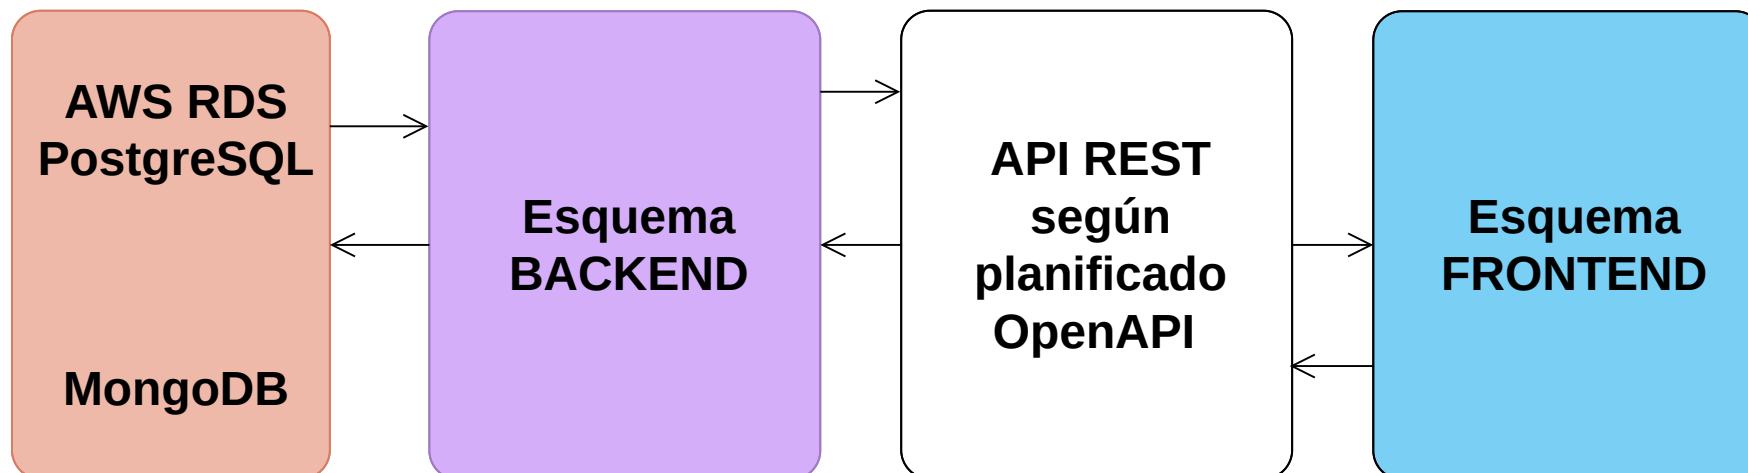 AWS RDS
PostgreSQL
MongoDB
Esquema
BACKEND
API REST
según
planificado
OpenAPI
Esquema
FRONTEND